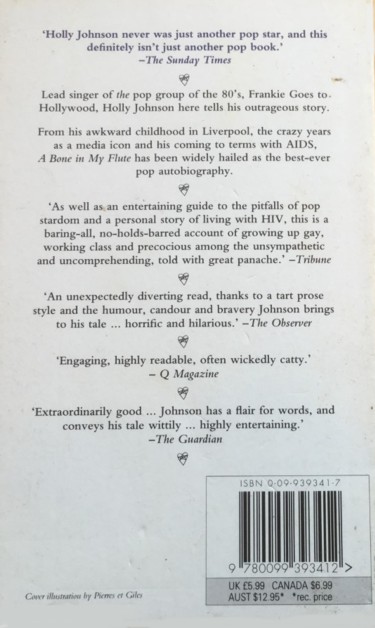 ‘Holly Johnson never was just another pop star, and this
definitely isn’t just another pop book.’
–The Sunday Times
Lead singer of the pop group of the 80’s, Frankie Goes to
Hollywood, Holly Johnson here tells his outrageous story.
From his awkward childhood in Liverpool, the crazy years
as a media icon and his coming to terms with AIDS,
A Bone in My Flute has been widely hailed as the best-ever
pop autobiography.
‘As well as an entertaining guide to the pitfalls of pop
stardom and a personal story of living with HIV, this is a
baring-all, no-holds-barred account of growing up gay,
working class and precocious among the unsympathetic
and uncomprehending, told with great panache.’ –Tribune
‘An unexpectedly diverting read, thanks to a tart prose
style and the humour, candour and bravery Johnson brings
to his tale ... horrific and hilarious.’ –The Observer
‘Engaging, highly readable, often wickedly catty.’
– Q Magazine
‘Extraordinarily good ... Johnson has a flair for words, and
conveys his tale wittily ... highly entertaining.’
–The Guardian
ISBN 0-09-939341-7
9 780099 393412 >
UK £5.99 CANADA $6.99
AUST $12.95* *rec. price
Cover illustration by Pierres et Giles